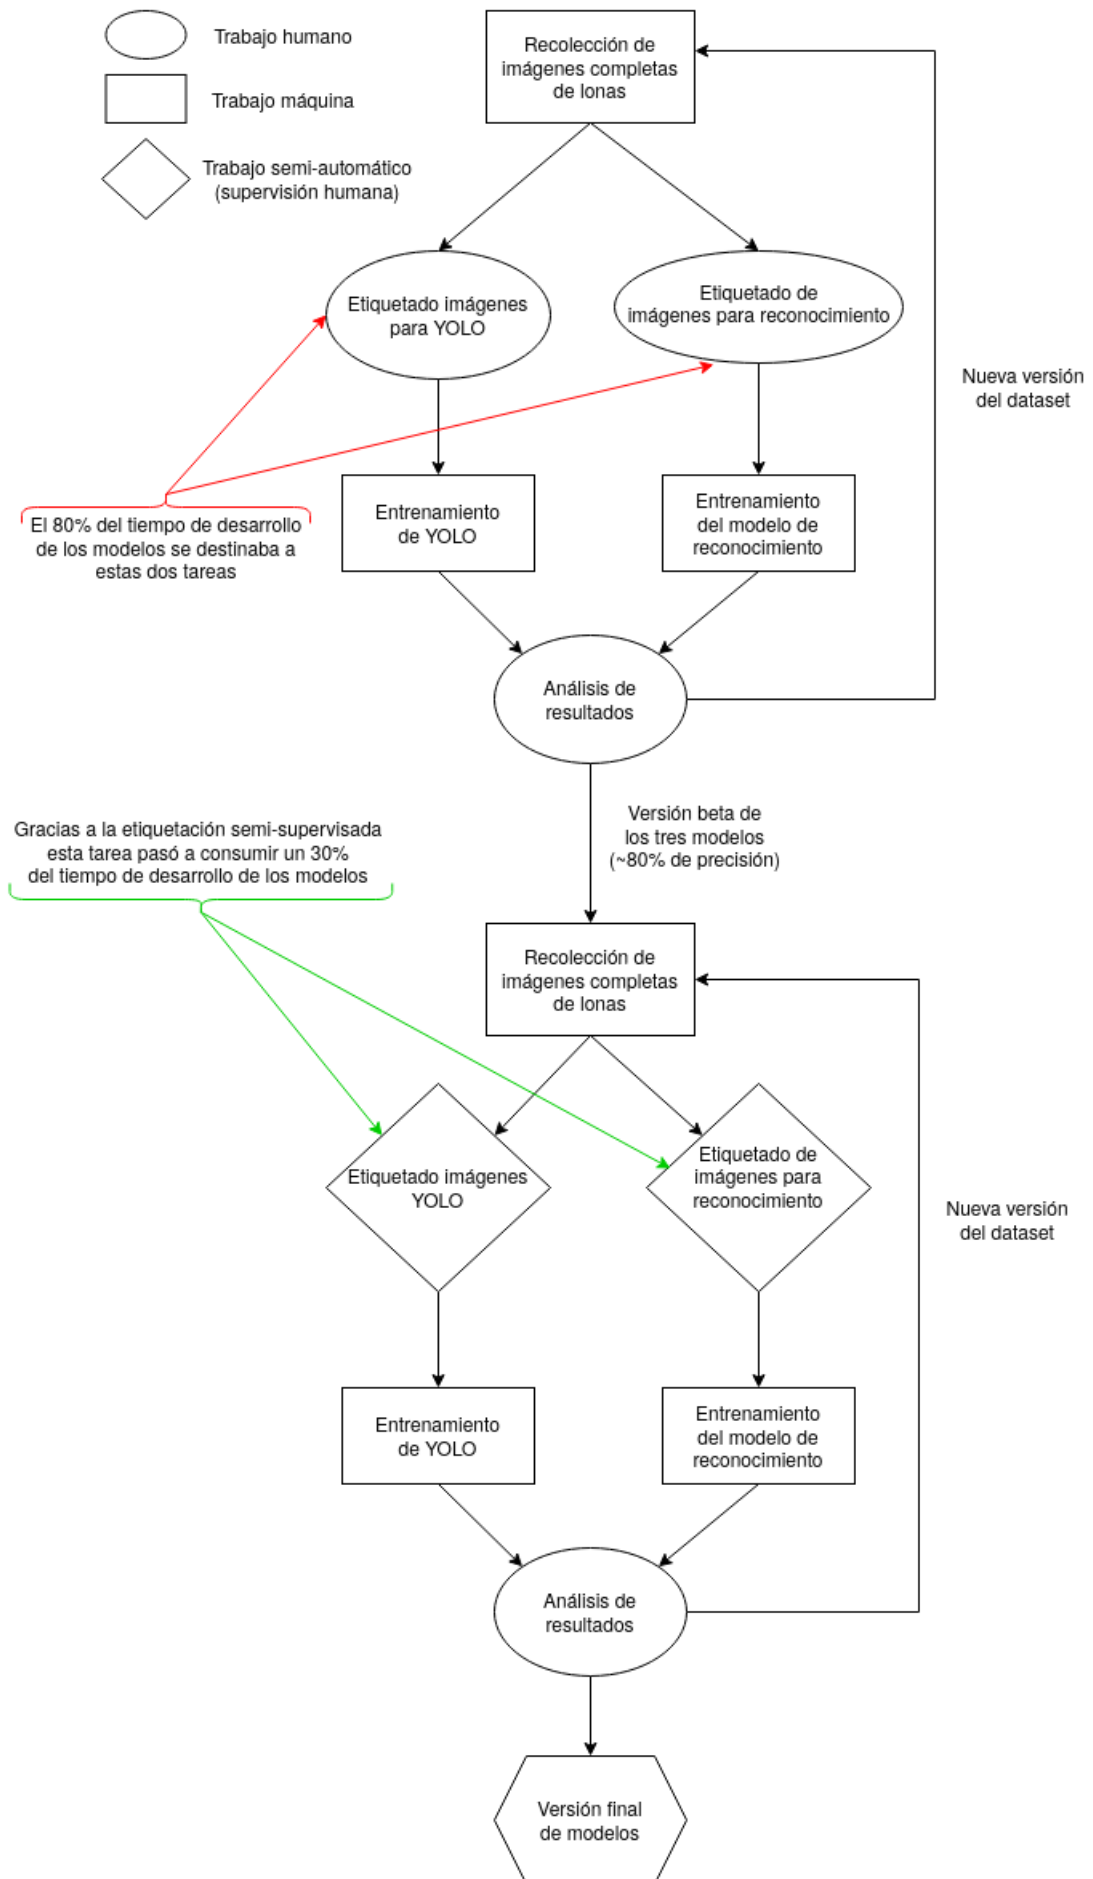 Trabajo humano
Trabajo máquina
Trabajo semi-automático
(supervisión humana)
Recolección de
imágenes completas
de lonas
Etiquetado imágenes
para YOLO
Etiquetado de
imágenes para reconocimiento
Nueva versión
del dataset
El 80% del tiempo de desarrollo
de los modelos se destinaba a
estas dos tareas
Entrenamiento
de YOLO
Entrenamiento
del modelo de
reconocimiento
Análisis de
resultados
Versión beta de
los tres modelos
(~80% de precisión)
Gracias a la etiquetación semi-supervisada
esta tarea pasó a consumir un 30%
del tiempo de desarrollo de los modelos
Recolección de
imágenes completas
de lonas
Etiquetado imágenes
YOLO
Etiquetado de
imágenes para
reconocimiento
Nueva versión
del dataset
Entrenamiento
de YOLO
Entrenamiento
del modelo de
reconocimiento
Análisis de
resultados
Versión final
de modelos